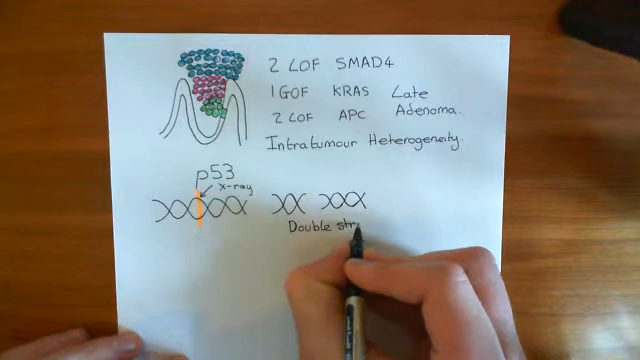 2 LOF SMAD4
1 GOF KRAS Late
2 LOF APC Adenoma.
Intratumour Heterogeneity.
p53
x-ray
Double str